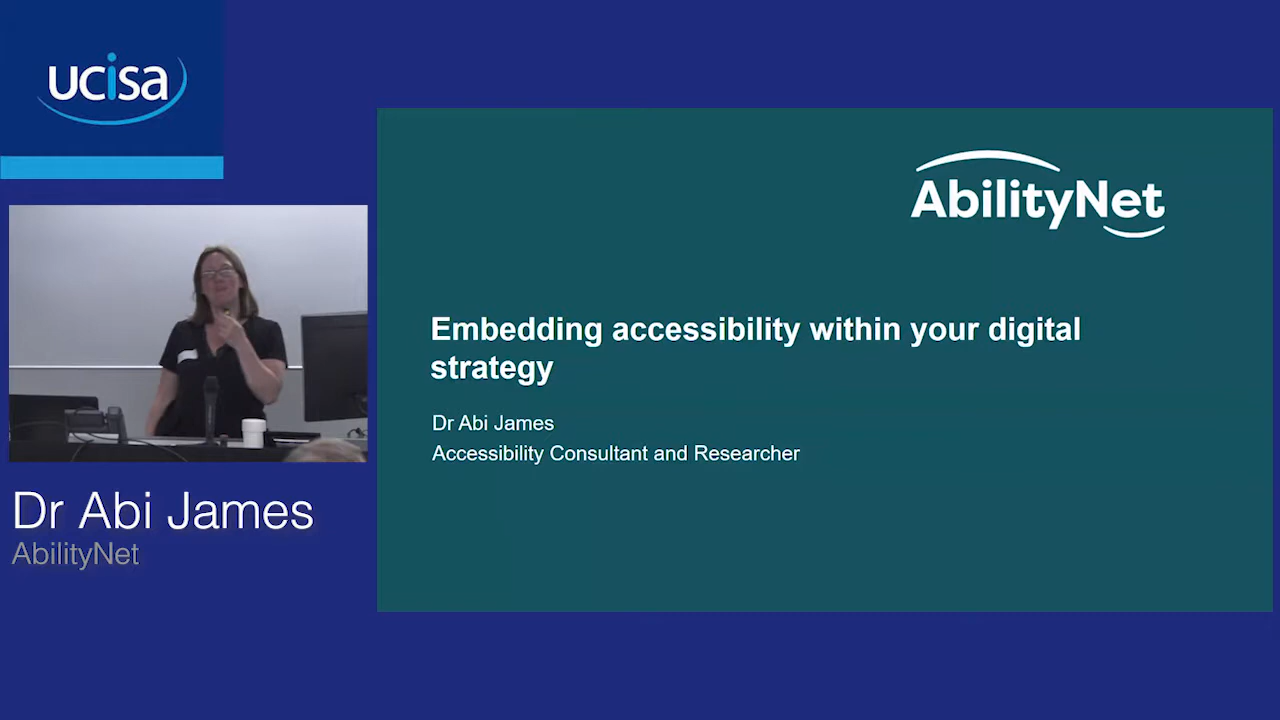 ucisa
AbilityNet
Embedding accessibility within your digital
strategy
Dr Abi James
Accessibility Consultant and Researcher
Dr Abi James
AbilityNet